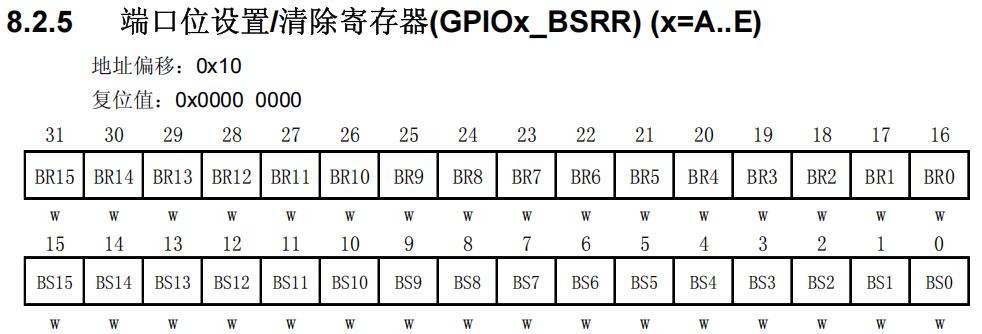 8.2.5 端口位设置/清除寄存器(GPIOx_BSRR) (x=A..E)
地址偏移：0x10
复位值：0x0000 0000
31 30 29 28 27 26 25 24 23 22 21 20 19 18 17 16
BR15 BR14 BR13 BR12 BR11 BR10 BR9 BR8 BR7 BR6 BR5 BR4 BR3 BR2 BR1 BR0
w w w w w w w w w w w w w w w w
15 14 13 12 11 10 9 8 7 6 5 4 3 2 1 0
BS15 BS14 BS13 BS12 BS11 BS10 BS9 BS8 BS7 BS6 BS5 BS4 BS3 BS2 BS1 BS0
w w w w w w w w w w w w w w w w